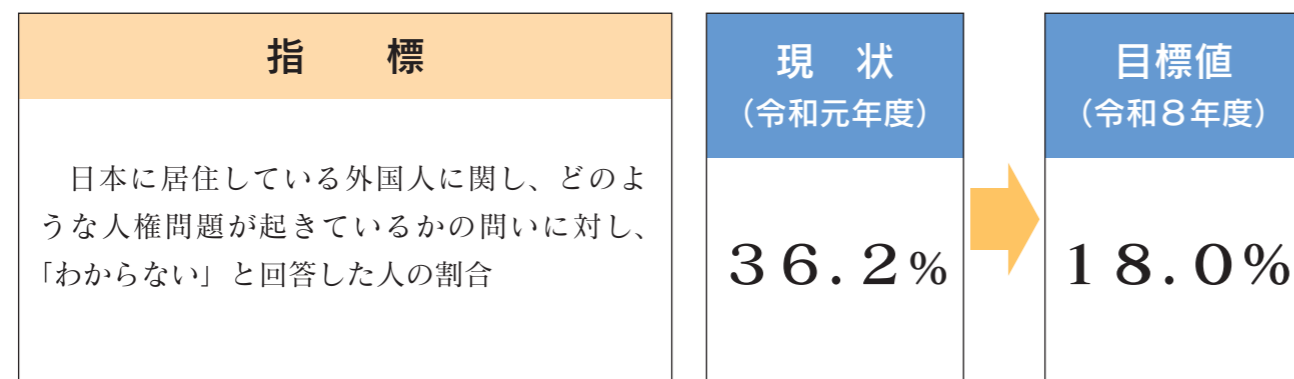 指　標
日本に居住している外国人に関し、どのよ
うな人権問題が起きているかの問いに対し、
「わからない」と回答した人の割合
現　状
（令和元年度）
３６.２%
目標値
（令和８年度）
１８.０%